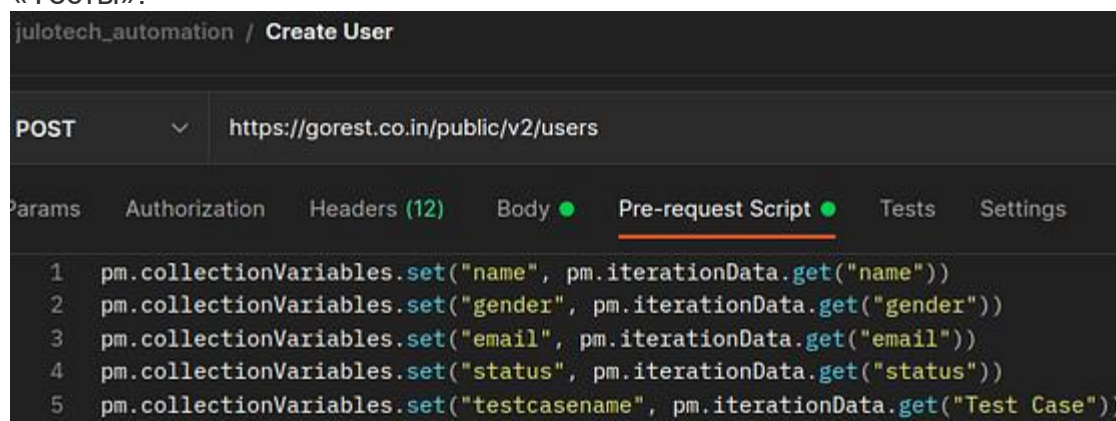 «Тесты».
julotech_automation / Create User
POST https://gorest.co.in/public/v2/users
Params Authorization Headers (12) Body Pre-request Script Tests Settings
1 pm.collectionVariables.set("name", pm.iterationData.get("name"))
2 pm.collectionVariables.set("gender", pm.iterationData.get("gender"))
3 pm.collectionVariables.set("email", pm.iterationData.get("email"))
4 pm.collectionVariables.set("status", pm.iterationData.get("status"))
5 pm.collectionVariables.set("testcasename", pm.iterationData.get("Test Case"))